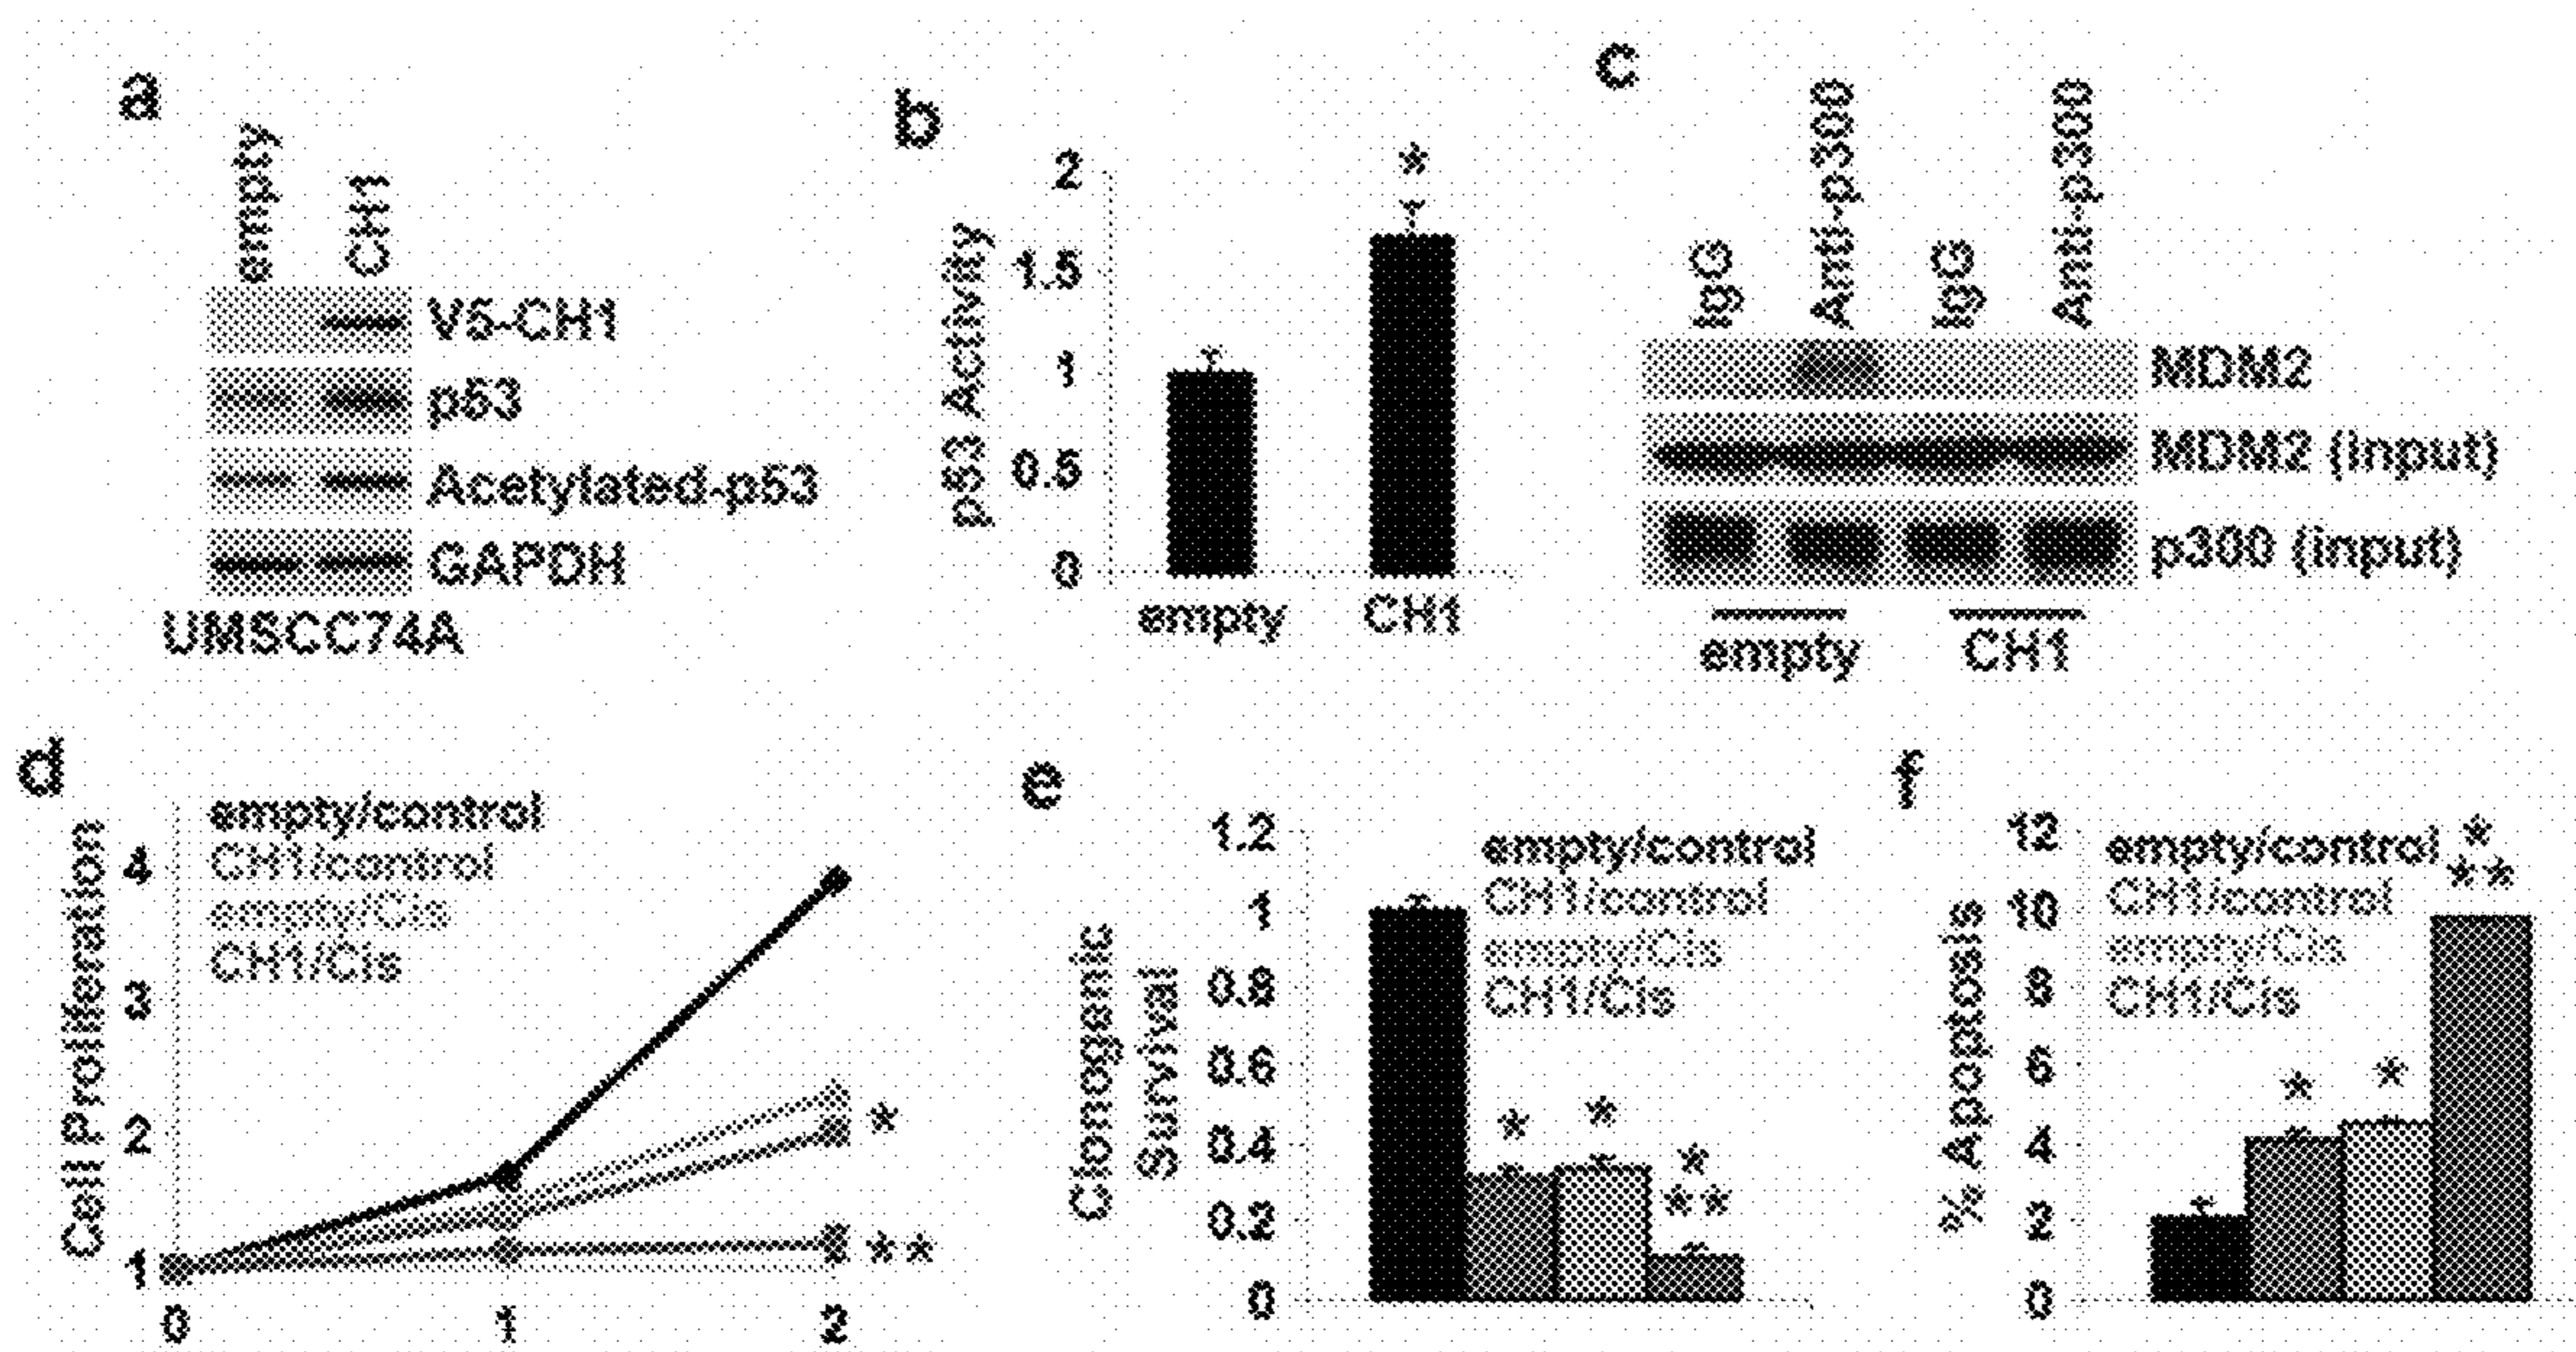 a
empty
CH1
V5-CH1
p53
Acetylated-p53
GAPDH
UMSCC74A
b
p53 Activity
2
1.5
1
0.5
0
*
empty
CH1
c
IgG
Anti-p300
IgG
Anti-p300
MDM2
MDM2 (input)
p300 (input)
empty
CH1
d
Cell Proliferation
4
3
2
1
empty/control
CH1/control
empty/Cis
CH1/Cis
*
**
0
1
2
e
Clonogenic
Survival
1.2
1
0.8
0.6
0.4
0.2
0
empty/control
CH1/control
empty/Cis
CH1/Cis
*
*
*
**
f
% Apoptosis
12
10
8
6
4
2
0
empty/control
CH1/control
empty/Cis
CH1/Cis
*
*
*
**